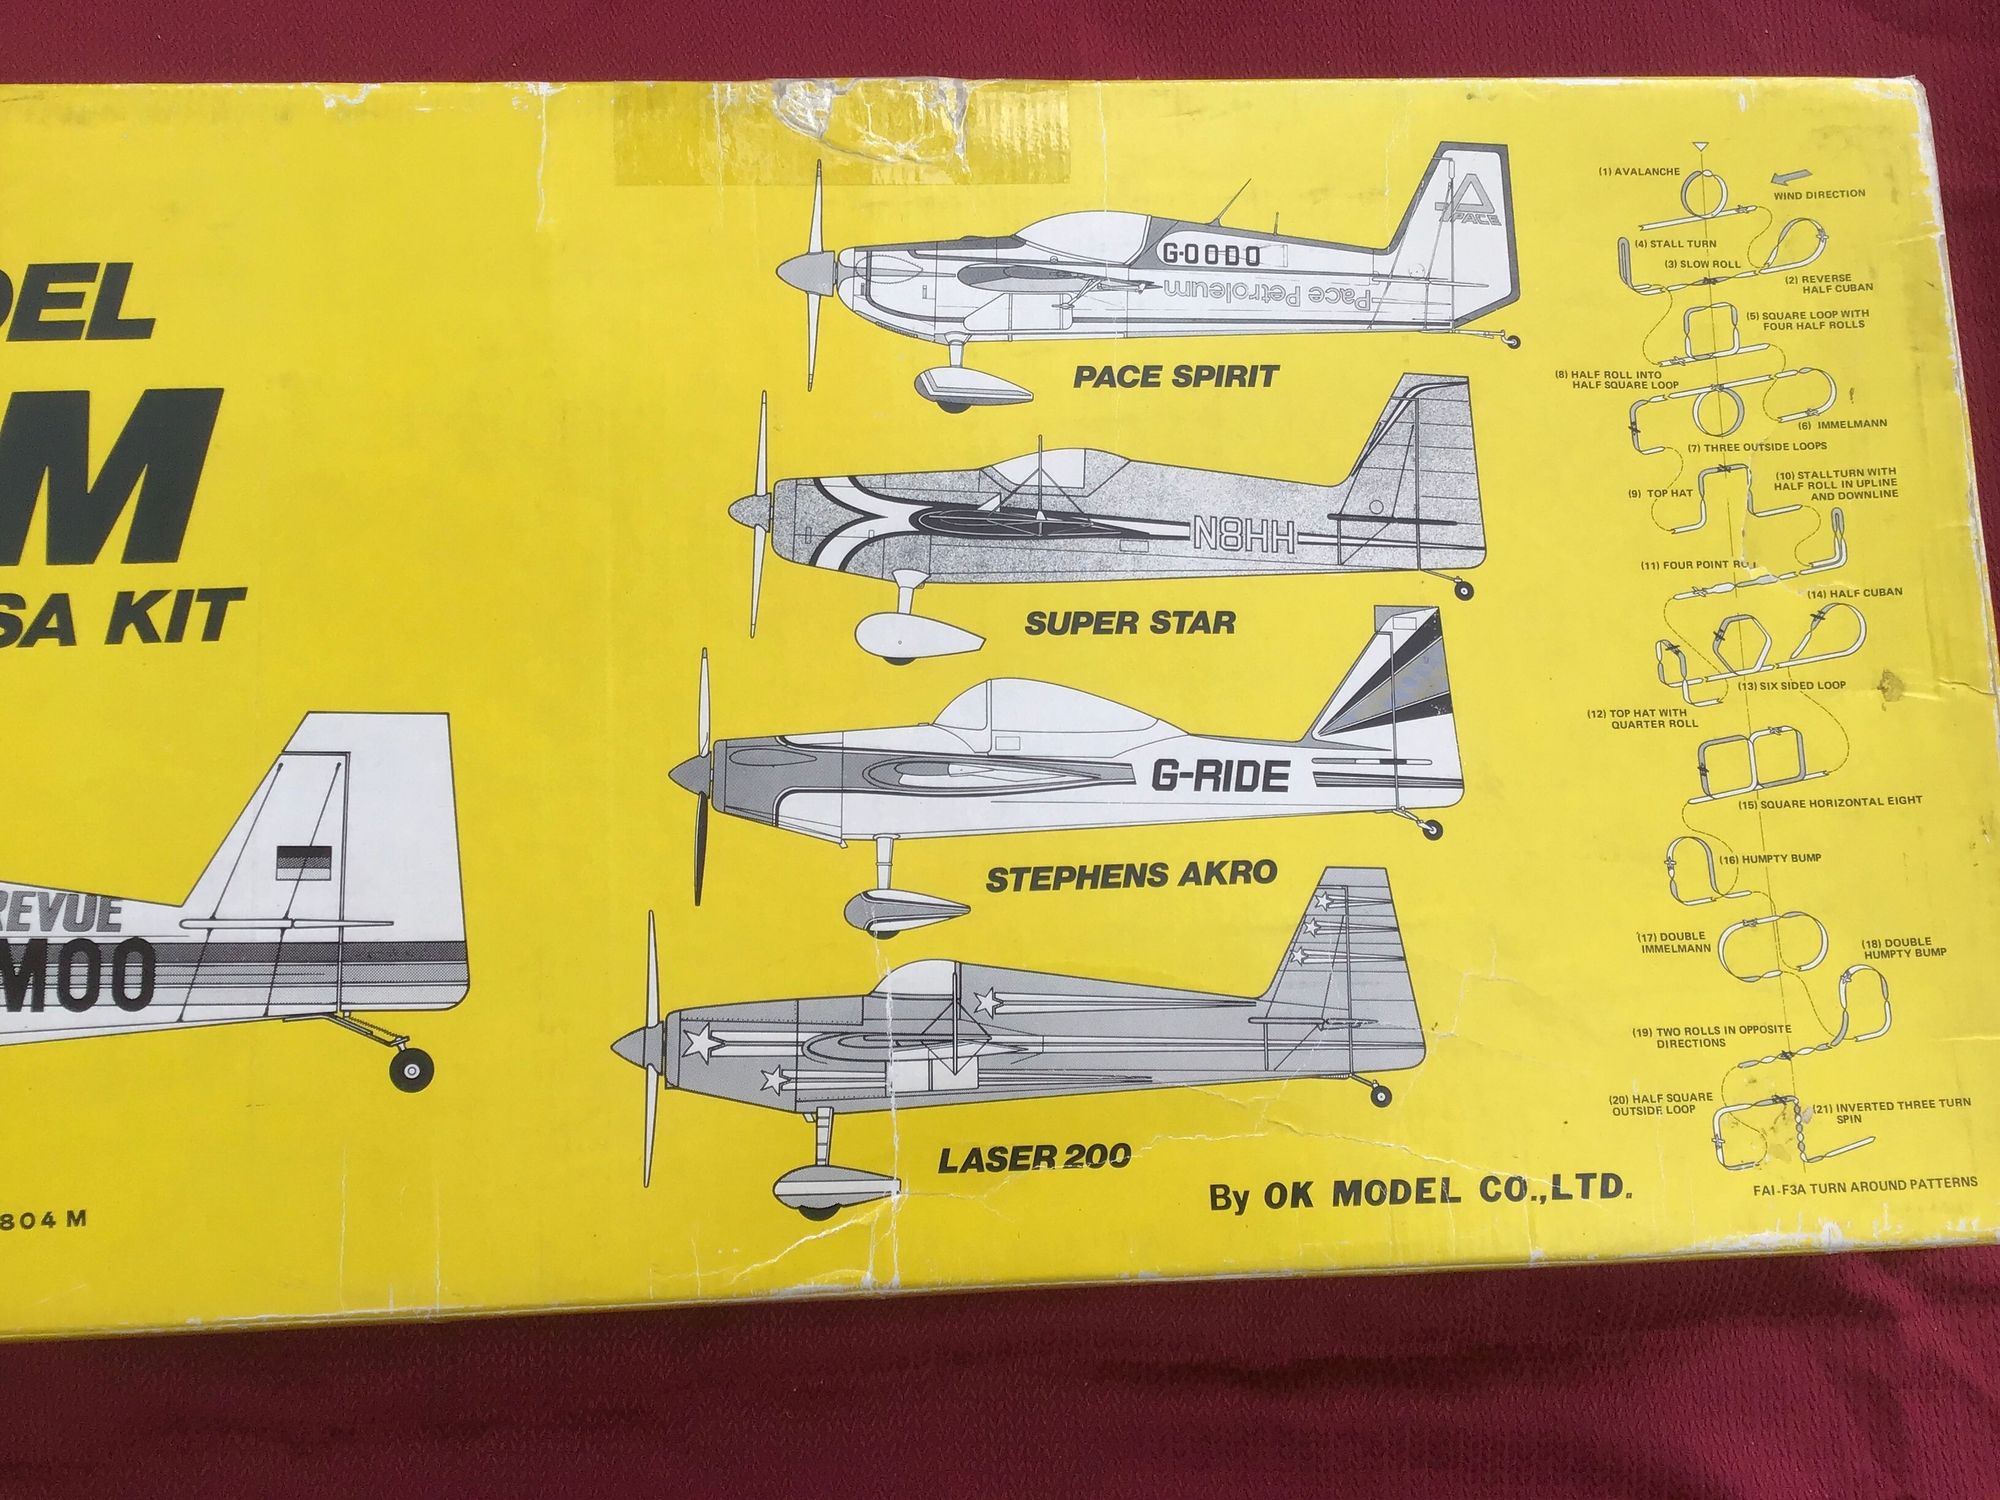 DEL
M
SA KIT
REVUE
M00
804 M
PACE
G-OODO
Pace Petroleum
PACE SPIRIT
N8HH
SUPER STAR
G-RIDE
STEPHENS AKRO
LASER 200
By OK MODEL CO.,LTD.
(1) AVALANCHE
WIND DIRECTION
(4) STALL TURN
(3) SLOW ROLL
(2) REVERSE
HALF CUBAN
(5) SQUARE LOOP WITH
FOUR HALF ROLLS
(8) HALF ROLL INTO
HALF SQUARE LOOP
(6) IMMELMANN
(7) THREE OUTSIDE LOOPS
(9) TOP HAT
(10) STALL TURN WITH
HALF ROLL IN UPLINE
AND DOWNLINE
(11) FOUR POINT ROLL
(14) HALF CUBAN
(13) SIX SIDED LOOP
(12) TOP HAT WITH
QUARTER ROLL
(15) SQUARE HORIZONTAL EIGHT
(16) HUMPTY BUMP
(17) DOUBLE
IMMELMANN
(18) DOUBLE
HUMPTY BUMP
(19) TWO ROLLS IN OPPOSITE
DIRECTIONS
(20) HALF SQUARE
OUTSIDE LOOP
(21) INVERTED THREE TURN
SPIN
FAI-F3A TURN AROUND PATTERNS